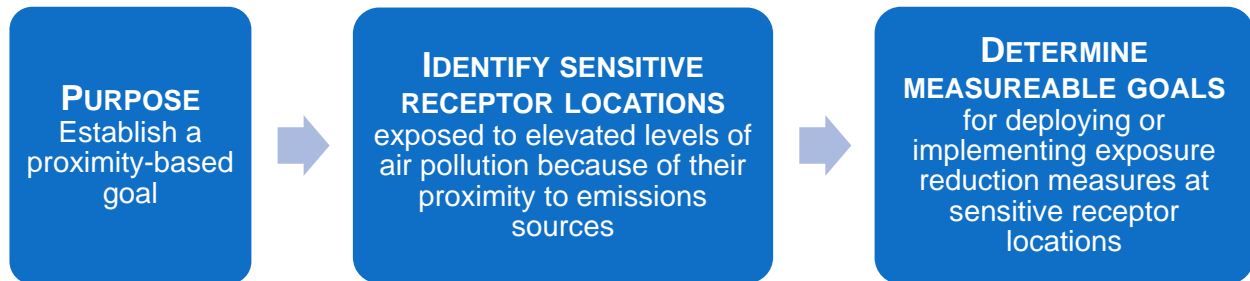 PURPOSE
Establish a
proximity-based
goal
IDENTIFY SENSITIVE
RECEPTOR LOCATIONS
exposed to elevated levels of
air pollution because of their
proximity to emissions
sources
DETERMINE
MEASUREABLE GOALS
for deploying or
implementing exposure
reduction measures at
sensitive receptor
locations